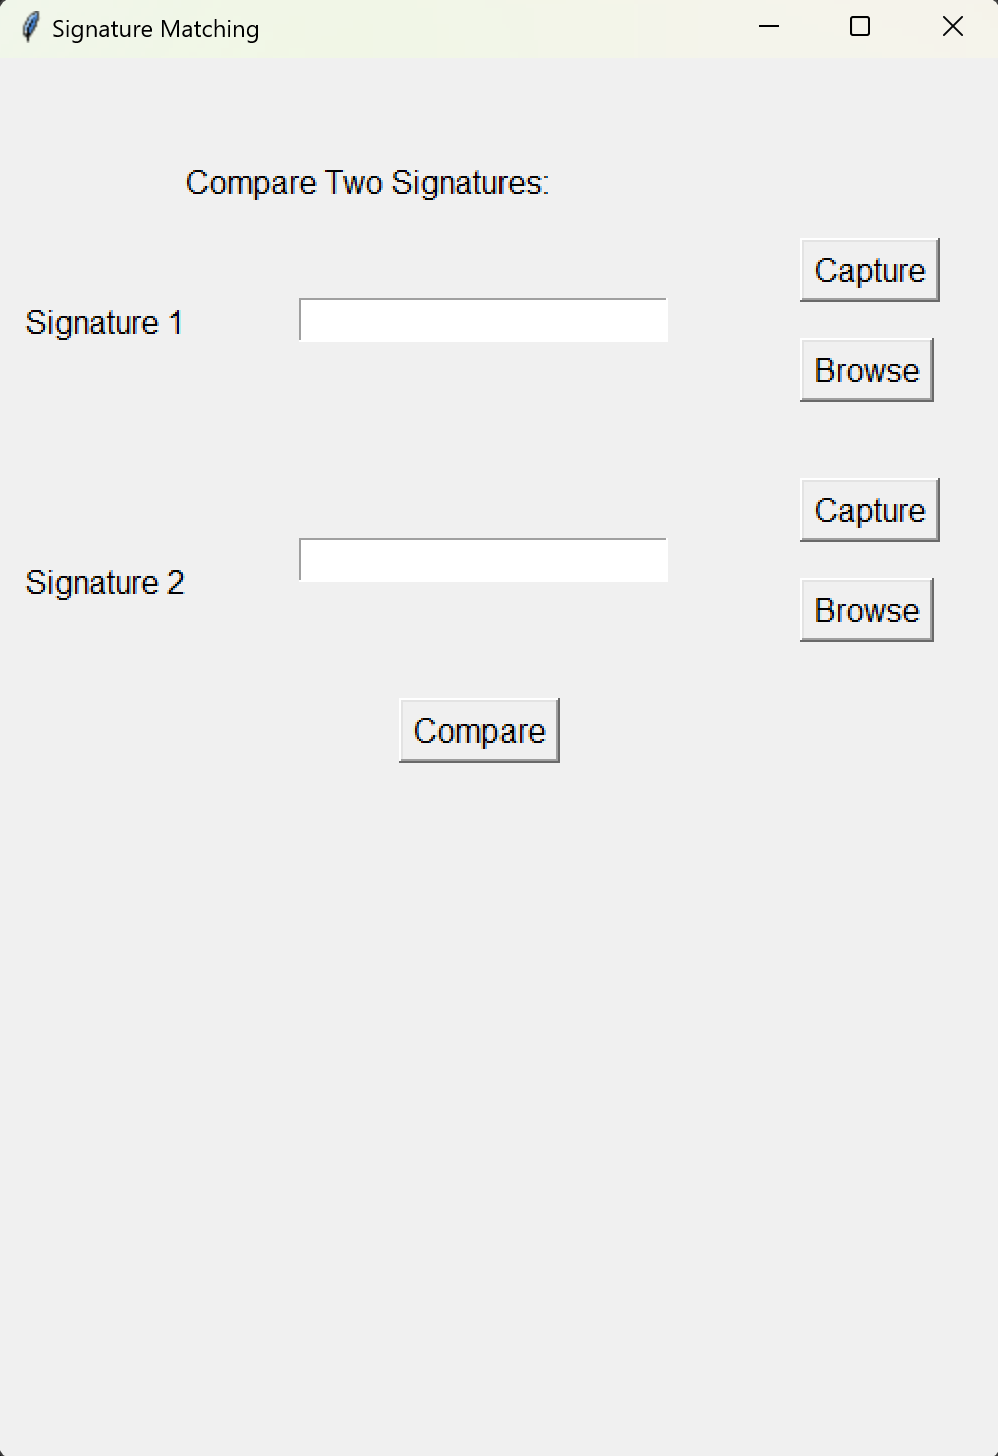 Signature Matching
Compare Two Signatures:
Capture
Signature 1
Browse
Capture
Signature 2
Browse
Compare